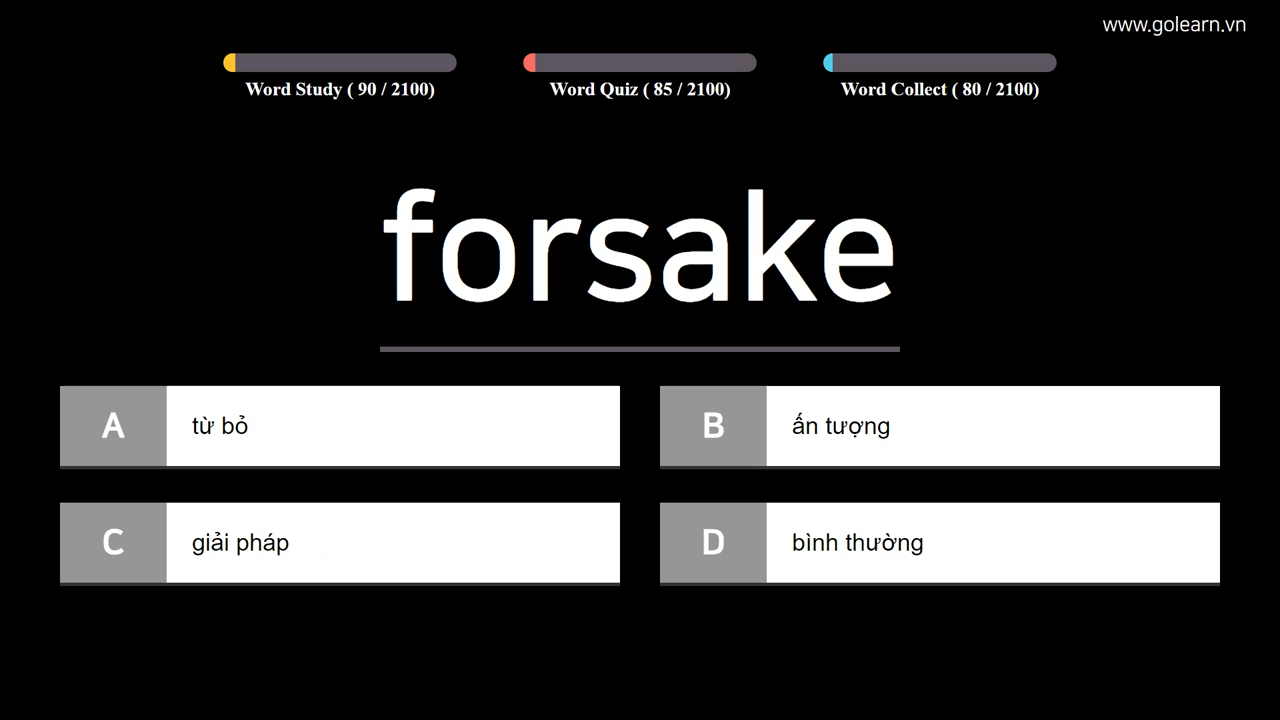 www.golearn.vn
Word Study ( 90 / 2100)
Word Quiz ( 85 / 2100)
Word Collect ( 80 / 2100)
forsake
A
từ bỏ
B
ấn tượng
C
giải pháp
D
bình thường